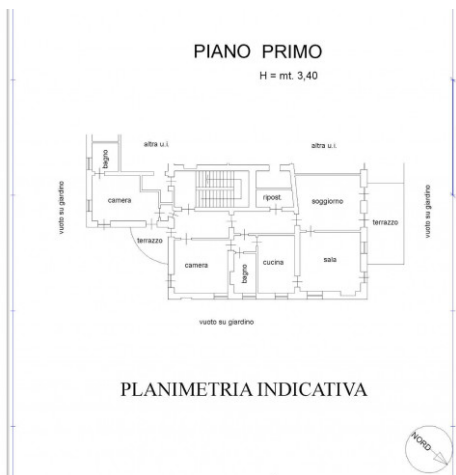 PIANO PRIMO
H = mt. 3,40
altra u.i.
altra u.i.
bagno
camera
ripost.
soggiorno
vuoto su giardino
terrazzo
terrazzo
vuoto su giardino
camera
bagno
cucina
sala
vuoto su giardino
PLANIMETRIA INDICATIVA
NORD